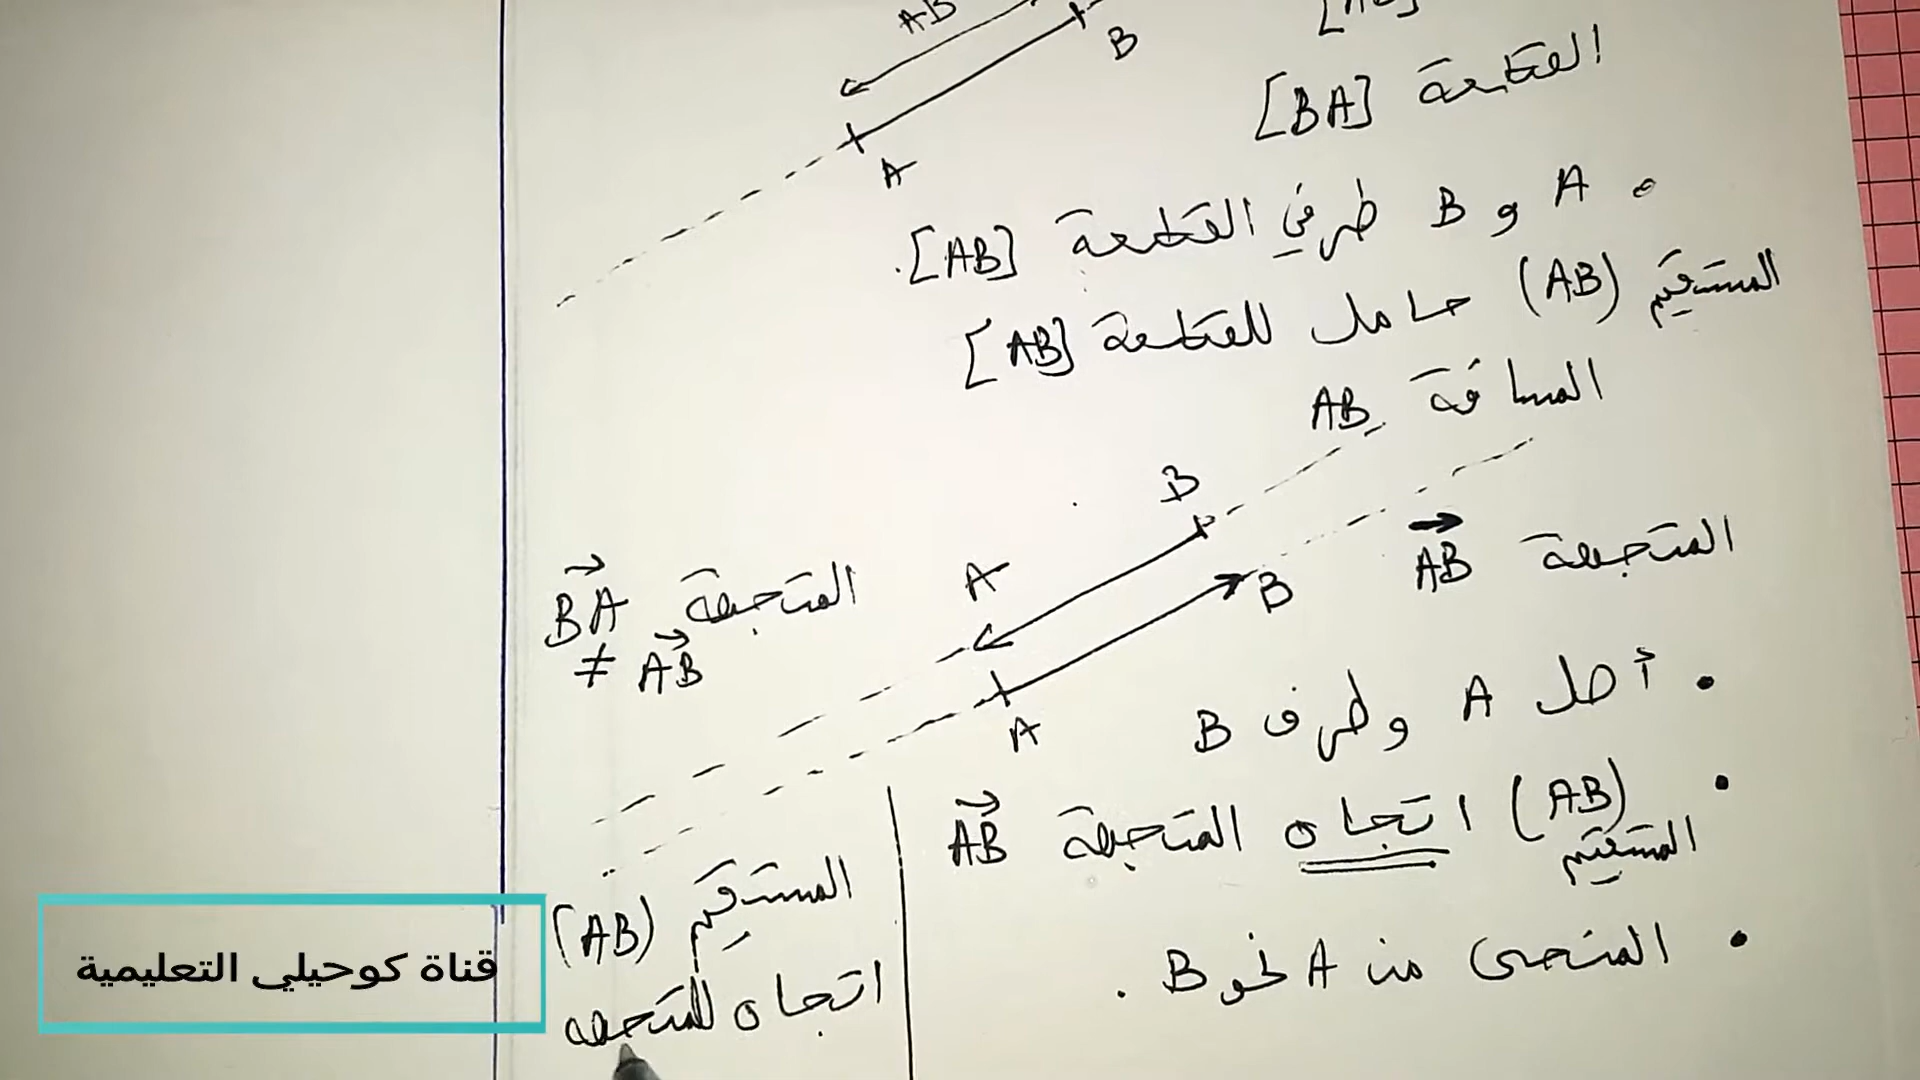 AB
B
A
القطعة [BA]
A و B طرفي القطعة [AB].
المستقيم (AB) حامل للقطعة [AB]
المسافة AB
B
A
المتجهة AB
B
A
المتجهة BA
≠ AB
أصل A وطرف B
المستقيم (AB) اتجاه المتجهة AB
المنحى من A نحو B.
المستقيم (AB)
اتجاه للمتجهه
قناة كوحيلي التعليمية